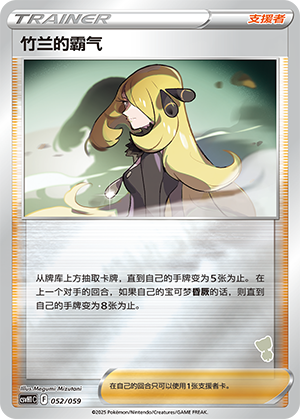 TRAINER
支援者
竹兰的霸气
从牌库上方抽取卡牌，直到自己的手牌变为5张为止。在
上一个对手的回合，如果自己的宝可梦昏厥的话，则直到
自己的手牌变为8张为止。
Illus. Megumi Mizutani
F 052/059
在自己的回合只可以使用1张支援者卡。
©2025 Pokémon/Nintendo/Creatures/GAME FREAK.